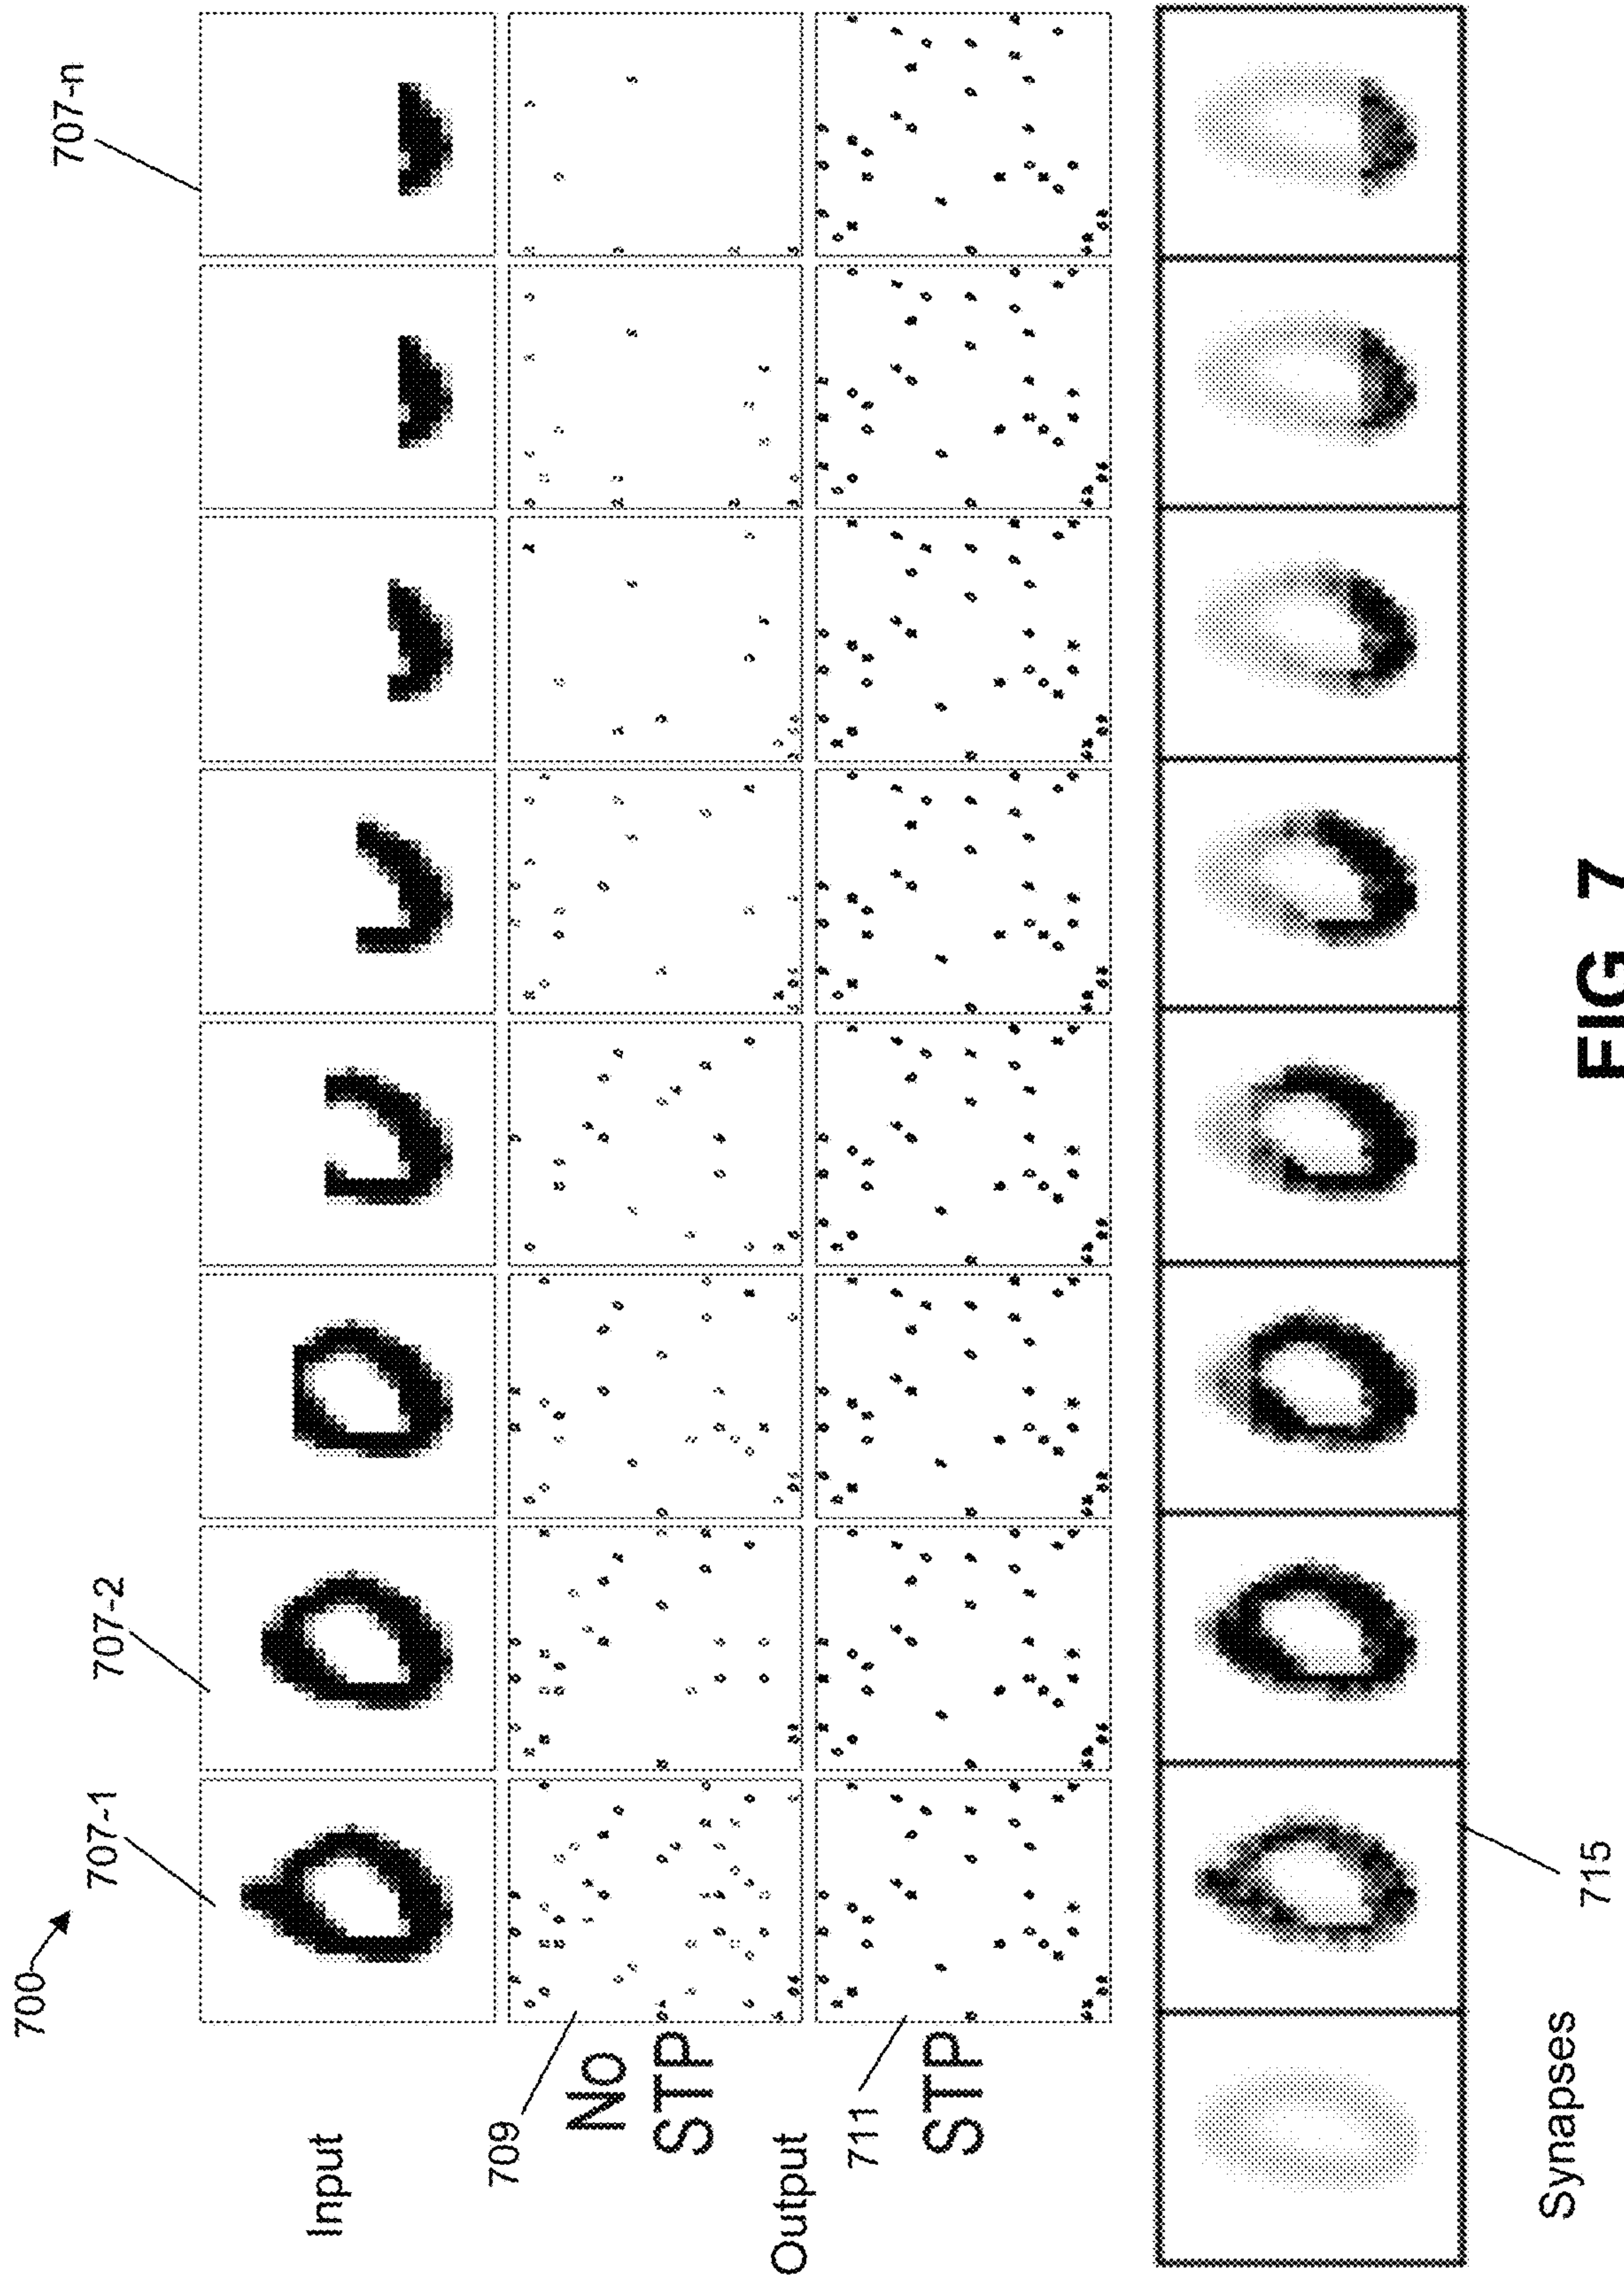 700
707-1
707-2
707-n
Input
709
No
STP
Output
711
STP
Synapses
715
FIG 7